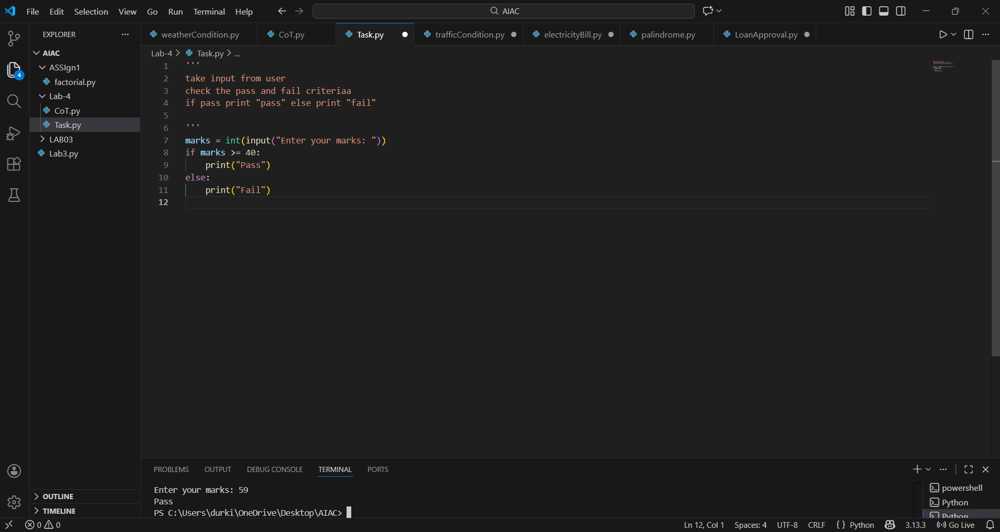 File Edit Selection View Go Run Terminal Help
AIAC
EXPLORER
AIAC
ASSIgn1
factorial.py
Lab-4
CoT.py
Task.py
LAB03
Lab3.py
4
OUTLINE
TIMELINE
weatherCondition.py CoT.py Task.py trafficCondition.py electricityBill.py palindrome.py LoanApproval.py
Lab-4 > Task.py > ...
1 '''
2 take input from user
3 check the pass and fail criteriaa
4 if pass print "pass" else print "fail"
5
6 '''
7 marks = int(input("Enter your marks: "))
8 if marks >= 40:
9 print("Pass")
10 else:
11 print("Fail")
12
PROBLEMS OUTPUT DEBUG CONSOLE TERMINAL PORTS
Enter your marks: 59
Pass
PS C:\Users\durki\OneDrive\Desktop\AIAC>
powershell
Python
Python
0 0 Ln 12, Col 1 Spaces: 4 UTF-8 CRLF {} Python 3.13.3 Go Live